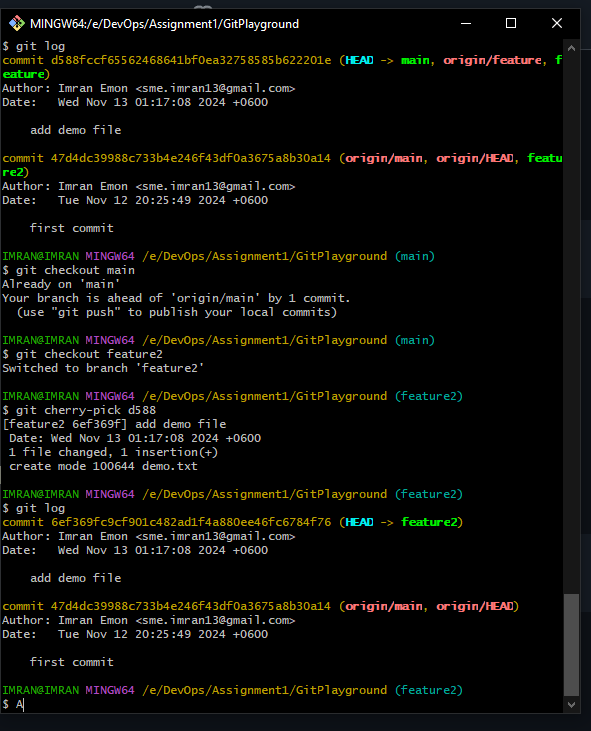 MINGW64:/e/DevOps/Assignment1/GitPlayground
$ git log
commit d588fccf65562468641bf0ea32758585b622201e (HEAD -> main, origin/feature, f
eature)
Author: Imran Emon <sme.imran13@gmail.com>
Date:   Wed Nov 13 01:17:08 2024 +0600
    add demo file
commit 47d4dc39988c733b4e246f43df0a3675a8b30a14 (origin/main, origin/HEAD, featu
re2)
Author: Imran Emon <sme.imran13@gmail.com>
Date:   Tue Nov 12 20:25:49 2024 +0600
    first commit
IMRAN@IMRAN MINGW64 /e/DevOps/Assignment1/GitPlayground (main)
$ git checkout main
Already on 'main'
Your branch is ahead of 'origin/main' by 1 commit.
  (use "git push" to publish your local commits)
IMRAN@IMRAN MINGW64 /e/DevOps/Assignment1/GitPlayground (main)
$ git checkout feature2
Switched to branch 'feature2'
IMRAN@IMRAN MINGW64 /e/DevOps/Assignment1/GitPlayground (feature2)
$ git cherry-pick d588
[feature2 6ef369f] add demo file
 Date: Wed Nov 13 01:17:08 2024 +0600
 1 file changed, 1 insertion(+)
 create mode 100644 demo.txt
IMRAN@IMRAN MINGW64 /e/DevOps/Assignment1/GitPlayground (feature2)
$ git log
commit 6ef369fc9cf901c482ad1f4a880ee46fc6784f76 (HEAD -> feature2)
Author: Imran Emon <sme.imran13@gmail.com>
Date:   Wed Nov 13 01:17:08 2024 +0600
    add demo file
commit 47d4dc39988c733b4e246f43df0a3675a8b30a14 (origin/main, origin/HEAD)
Author: Imran Emon <sme.imran13@gmail.com>
Date:   Tue Nov 12 20:25:49 2024 +0600
    first commit
IMRAN@IMRAN MINGW64 /e/DevOps/Assignment1/GitPlayground (feature2)
$ A